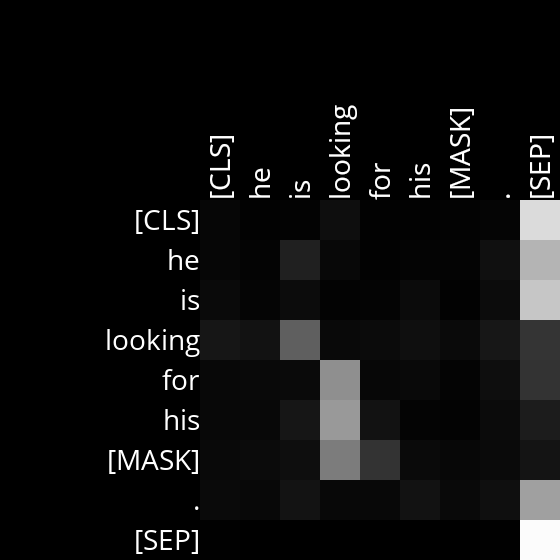 [CLS]
he
is
looking
for
his
[MASK]
.
[SEP]
[CLS]
he
is
looking
for
his
[MASK]
.
[SEP]